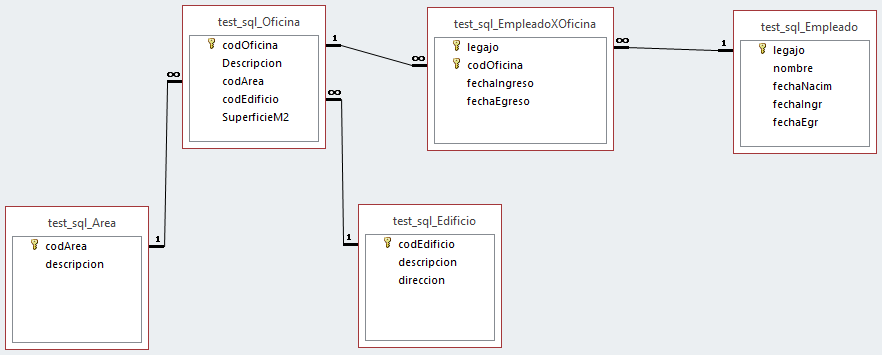 test_sql_Oficina
codOficina
Descripcion
codArea
codEdificio
SuperficieM2
test_sql_EmpleadoXOficina
legajo
codOficina
fechaIngreso
fechaEgreso
test_sql_Empleado
legajo
nombre
fechaNacim
fechaIngr
fechaEgr
1
∞
∞
1
∞
∞
1
1
test_sql_Area
codArea
descripcion
test_sql_Edificio
codEdificio
descripcion
direccion